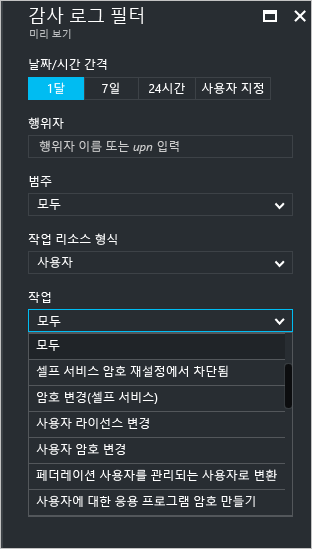 감사 로그 필터
미리 보기
날짜/시간 간격
1달 7일 24시간 사용자 지정
행위자
행위자 이름 또는 upn 입력
범주
모두
작업 리소스 형식
사용자
작업
모두
모두
셀프 서비스 암호 재설정에서 차단됨
암호 변경(셀프 서비스)
사용자 라이선스 변경
사용자 암호 변경
페더레이션 사용자를 관리되는 사용자로 변환
사용자에 대한 응용 프로그램 암호 만들기